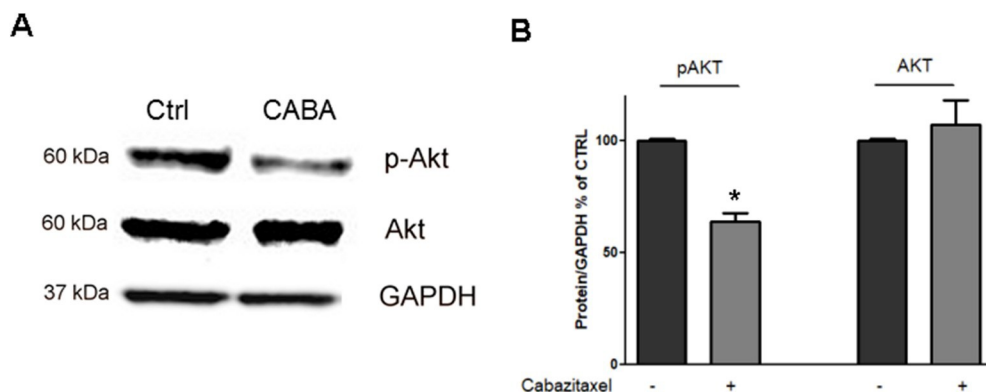 A
Ctrl CABA
60 kDa p-Akt
60 kDa Akt
37 kDa GAPDH
B
pAKT AKT
Protein/GAPDH % of CTRL
100
*
50
0
Cabazitaxel - + - +